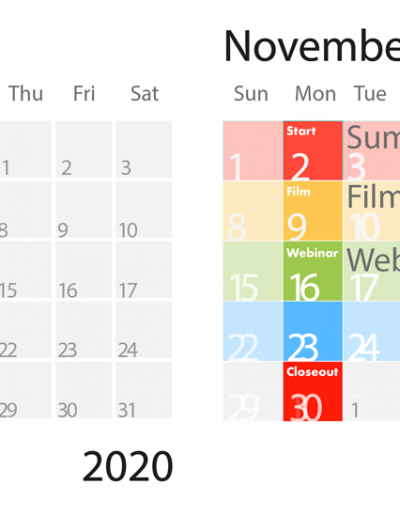 Novembe
Thu Fri Sat
Sun Mon Tue
1 2 3
1 Start 2 Sum 3
8 9 10
8 Film 9 Film 10
15 16 17
15 Webinar 16 Web 17
22 23 24
22 23 24
29 30 31
29 Closeout 30 1
2020